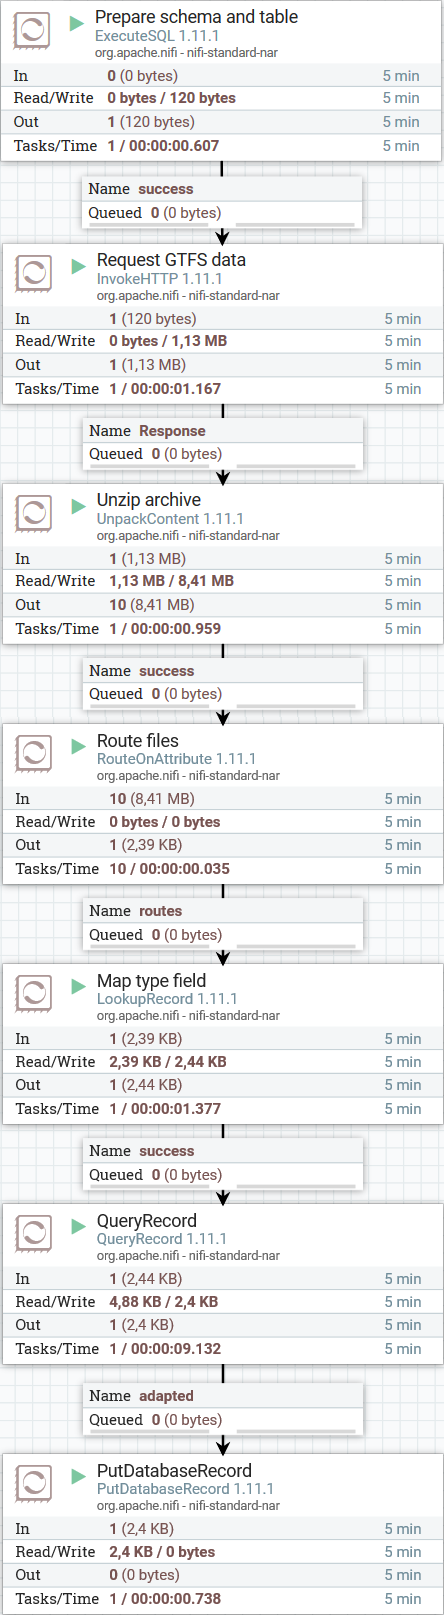 Prepare schema and table
ExecuteSQL 1.11.1
org.apache.nifi - nifi-standard-nar
In 0 (0 bytes) 5 min
Read/Write 0 bytes / 120 bytes 5 min
Out 1 (120 bytes) 5 min
Tasks/Time 1 / 00:00:00.607 5 min
Name success
Queued 0 (0 bytes)
Request GTFS data
InvokeHTTP 1.11.1
org.apache.nifi - nifi-standard-nar
In 1 (120 bytes) 5 min
Read/Write 0 bytes / 1,13 MB 5 min
Out 1 (1,13 MB) 5 min
Tasks/Time 1 / 00:00:01.167 5 min
Name Response
Queued 0 (0 bytes)
Unzip archive
UnpackContent 1.11.1
org.apache.nifi - nifi-standard-nar
In 1 (1,13 MB) 5 min
Read/Write 1,13 MB / 8,41 MB 5 min
Out 10 (8,41 MB) 5 min
Tasks/Time 1 / 00:00:00.959 5 min
Name success
Queued 0 (0 bytes)
Route files
RouteOnAttribute 1.11.1
org.apache.nifi - nifi-standard-nar
In 10 (8,41 MB) 5 min
Read/Write 0 bytes / 0 bytes 5 min
Out 1 (2,39 KB) 5 min
Tasks/Time 10 / 00:00:00.035 5 min
Name routes
Queued 0 (0 bytes)
Map type field
LookupRecord 1.11.1
org.apache.nifi - nifi-standard-nar
In 1 (2,39 KB) 5 min
Read/Write 2,39 KB / 2,44 KB 5 min
Out 1 (2,44 KB) 5 min
Tasks/Time 1 / 00:00:01.377 5 min
Name success
Queued 0 (0 bytes)
QueryRecord
QueryRecord 1.11.1
org.apache.nifi - nifi-standard-nar
In 1 (2,44 KB) 5 min
Read/Write 4,88 KB / 2,4 KB 5 min
Out 1 (2,4 KB) 5 min
Tasks/Time 1 / 00:00:09.132 5 min
Name adapted
Queued 0 (0 bytes)
PutDatabaseRecord
PutDatabaseRecord 1.11.1
org.apache.nifi - nifi-standard-nar
In 1 (2,4 KB) 5 min
Read/Write 2,4 KB / 0 bytes 5 min
Out 0 (0 bytes) 5 min
Tasks/Time 1 / 00:00:00.738 5 min